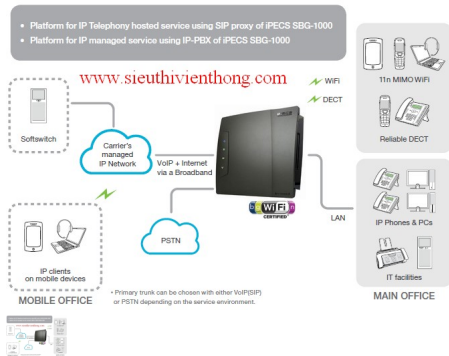 • Platform for IP Telephony hosted service using SIP proxy of iPECS SBG-1000
• Platform for IP managed service using IP-PBX of iPECS SBG-1000
www.sieuthivienthong.com
WiFi
DECT
11n MIMO WiFi
Reliable DECT
Softswitch
Carrier's
managed
IP Network
VoIP + Internet
via a Broadband
WiFi
CERTIFIED
LAN
PSTN
IP Phones & PCs
IT facilities
IP clients
on mobile devices
MOBILE OFFICE
• Primary trunk can be chosen with either VoIP(SIP)
or PSTN depending on the service environment.
MAIN OFFICE